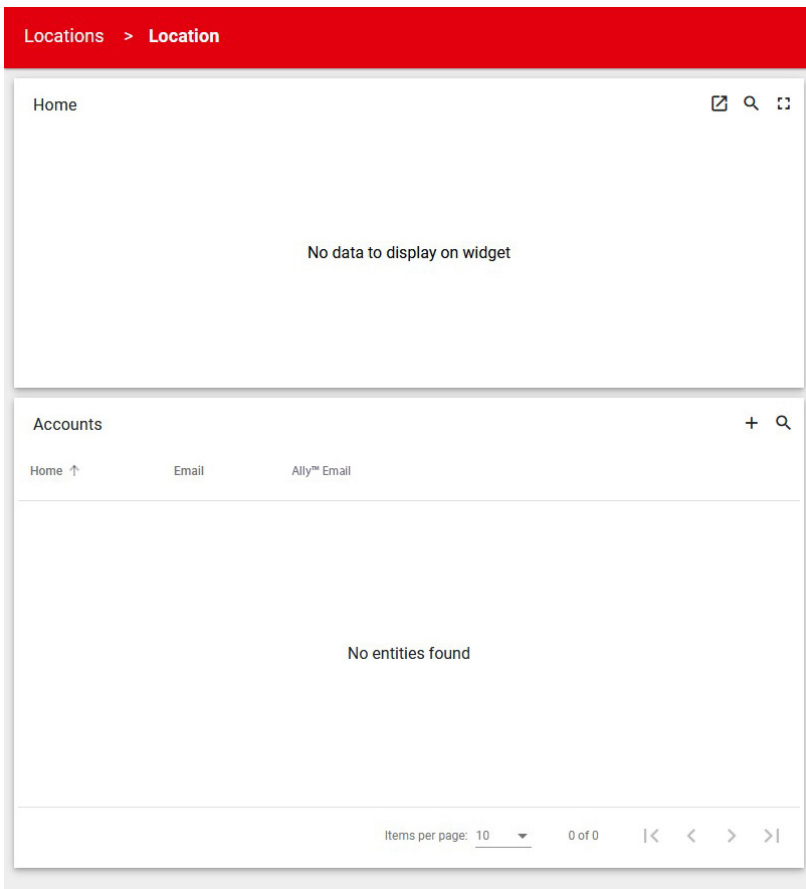 Locations > Location
Home
No data to display on widget
Accounts
Home ↑ Email Ally™ Email
No entities found
Items per page: 10 0 of 0